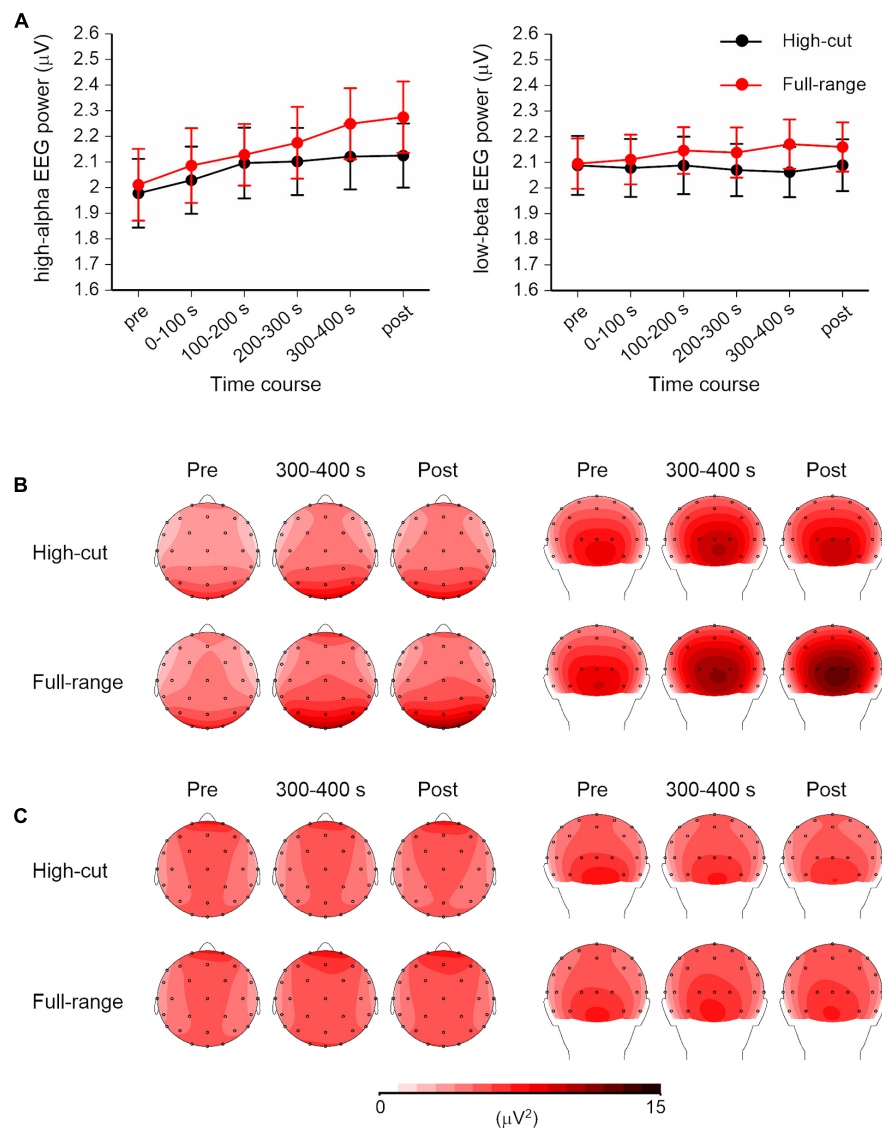 A
high-alpha EEG power (μV)
2.6
2.5
2.4
2.3
2.2
2.1
2
1.9
1.8
1.7
1.6
pre
0-100 s
100-200 s
200-300 s
300-400 s
post
Time course
low-beta EEG power (μV)
2.6
2.5
2.4
2.3
2.2
2.1
2
1.9
1.8
1.7
1.6
pre
0-100 s
100-200 s
200-300 s
300-400 s
post
Time course
High-cut
Full-range
B
Pre 300-400 s Post Pre 300-400 s Post
High-cut
Full-range
C
Pre 300-400 s Post Pre 300-400 s Post
High-cut
Full-range
0 15
(μV²)